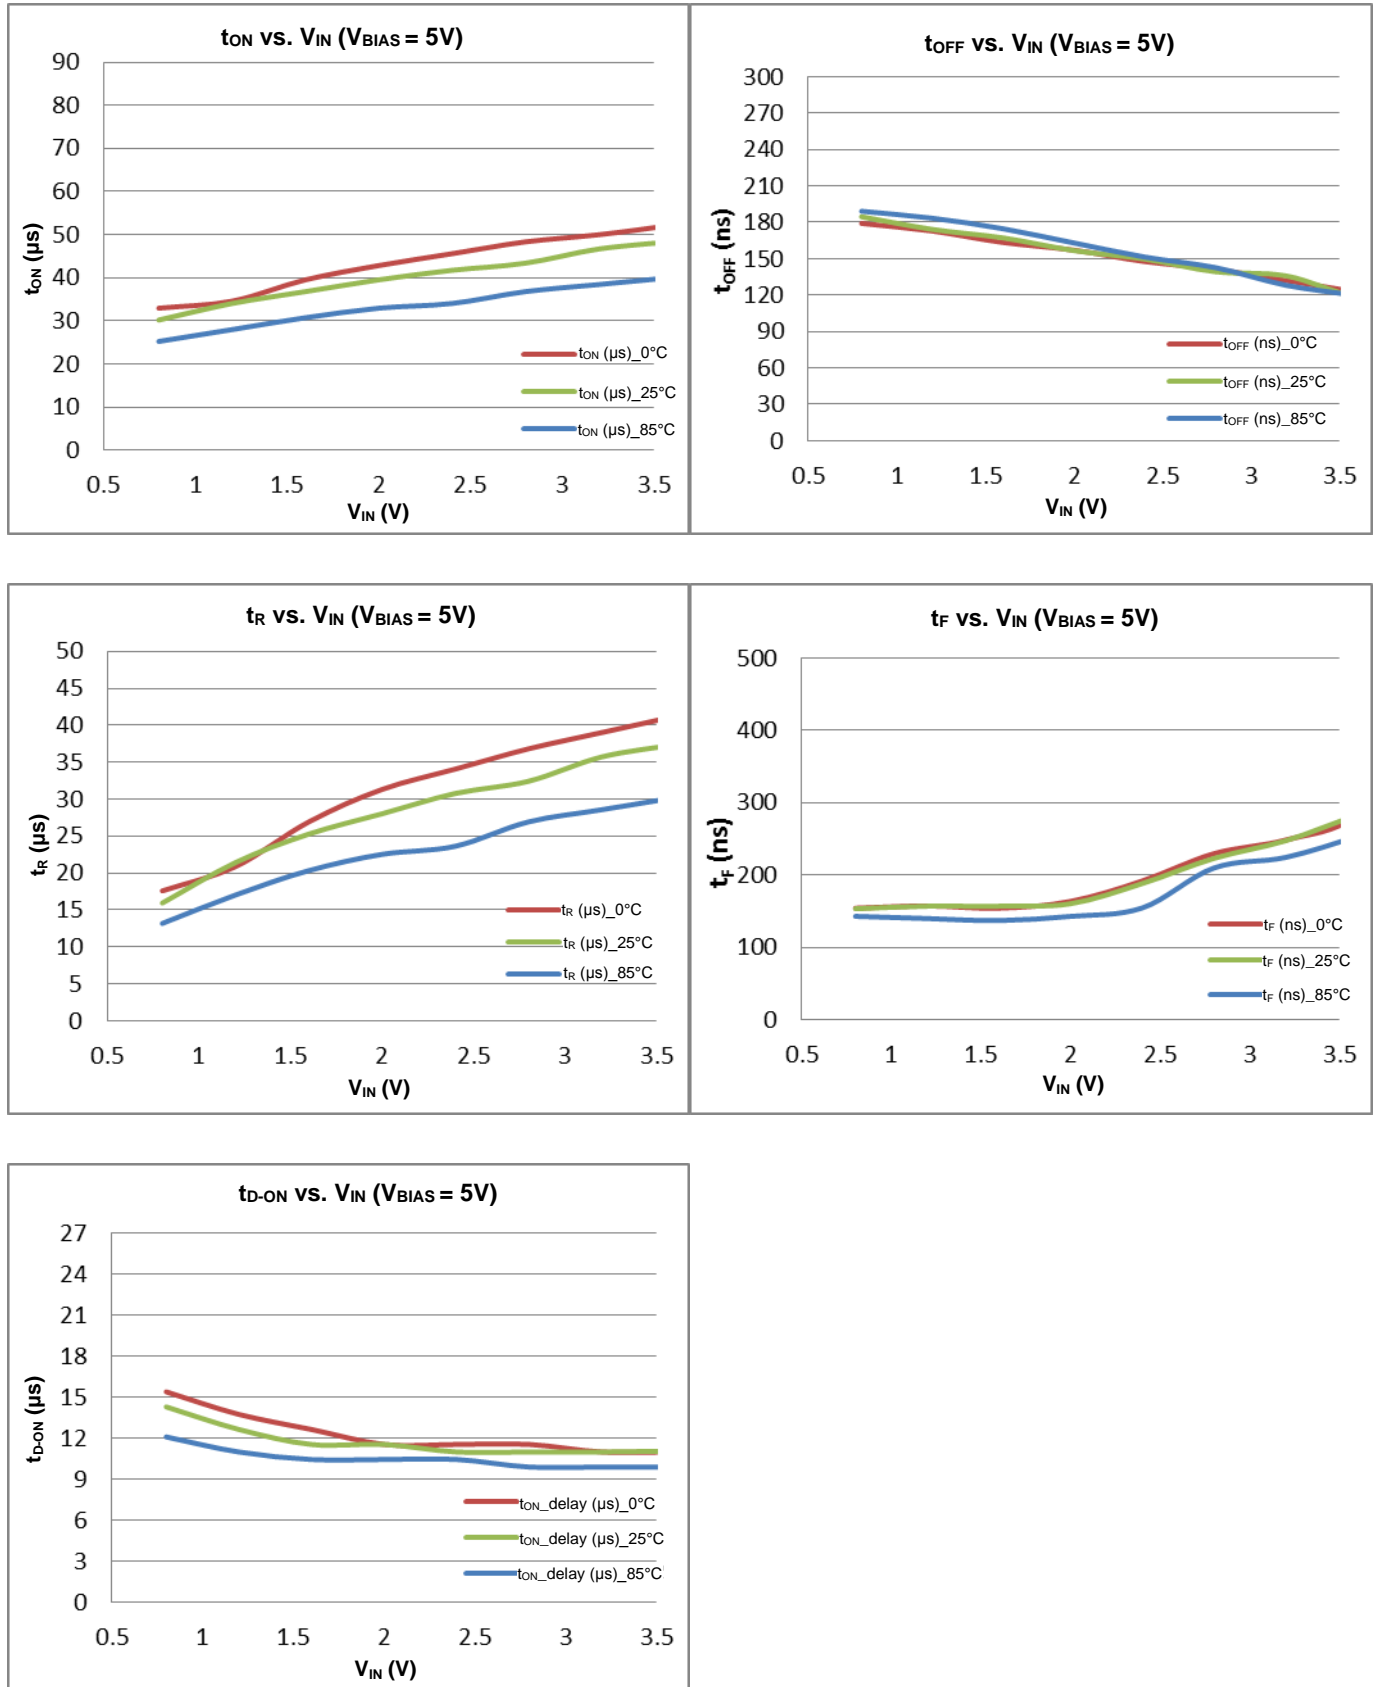 tON vs. VIN (VBIAS = 5V)
90
80
70
60
50
40
30
20
10
0
tON (µs)
tON (µs)_0°C
tON (µs)_25°C
tON (µs)_85°C
0.5 1 1.5 2 2.5 3 3.5
VIN (V)
tOFF vs. VIN (VBIAS = 5V)
300
270
240
210
180
150
120
90
60
30
0
tOFF (ns)
tOFF (ns)_0°C
tOFF (ns)_25°C
tOFF (ns)_85°C
0.5 1 1.5 2 2.5 3 3.5
VIN (V)
tR vs. VIN (VBIAS = 5V)
50
45
40
35
30
25
20
15
10
5
0
tR (µs)
tR (µs)_0°C
tR (µs)_25°C
tR (µs)_85°C
0.5 1 1.5 2 2.5 3 3.5
VIN (V)
tF vs. VIN (VBIAS = 5V)
500
400
300
200
100
0
tF (ns)
tF (ns)_0°C
tF (ns)_25°C
tF (ns)_85°C
0.5 1 1.5 2 2.5 3 3.5
VIN (V)
tD-ON vs. VIN (VBIAS = 5V)
27
24
21
18
15
12
9
6
3
0
tD-ON (µs)
tON_delay (µs)_0°C
tON_delay (µs)_25°C
tON_delay (µs)_85°C
0.5 1 1.5 2 2.5 3 3.5
VIN (V)